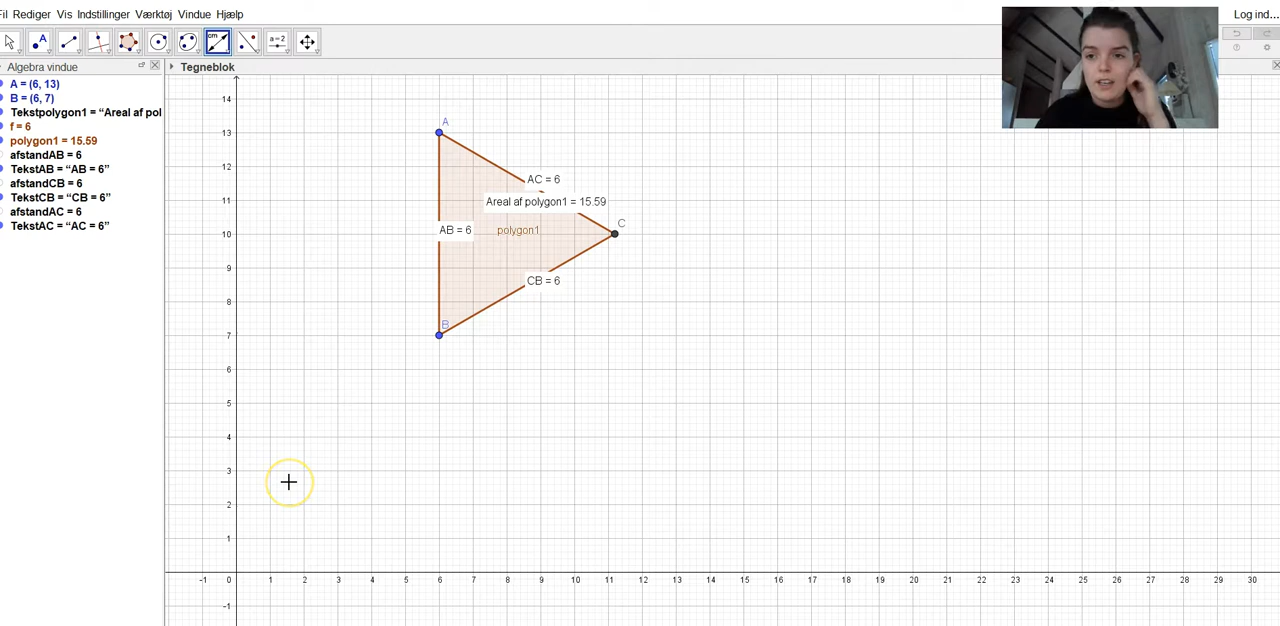 Fil Rediger Vis Indstillinger Værktøj Vindue Hjælp
Log ind...
A
cm
a=2
Algebra vindue
Tegneblok
A = (6, 13)
B = (6, 7)
Tekstpolygon1 = “Areal af pol
f = 6
polygon1 = 15.59
afstandAB = 6
TekstAB = “AB = 6”
afstandCB = 6
TekstCB = “CB = 6”
afstandAC = 6
TekstAC = “AC = 6”
A
AC = 6
Areal af polygon1 = 15.59
C
AB = 6
polygon1
CB = 6
B
14
13
12
11
10
9
8
7
6
5
4
3
2
1
-1 0 1 2 3 4 5 6 7 8 9 10 11 12 13 14 15 16 17 18 19 20 21 22 23 24 25 26 27 28 29 30
-1